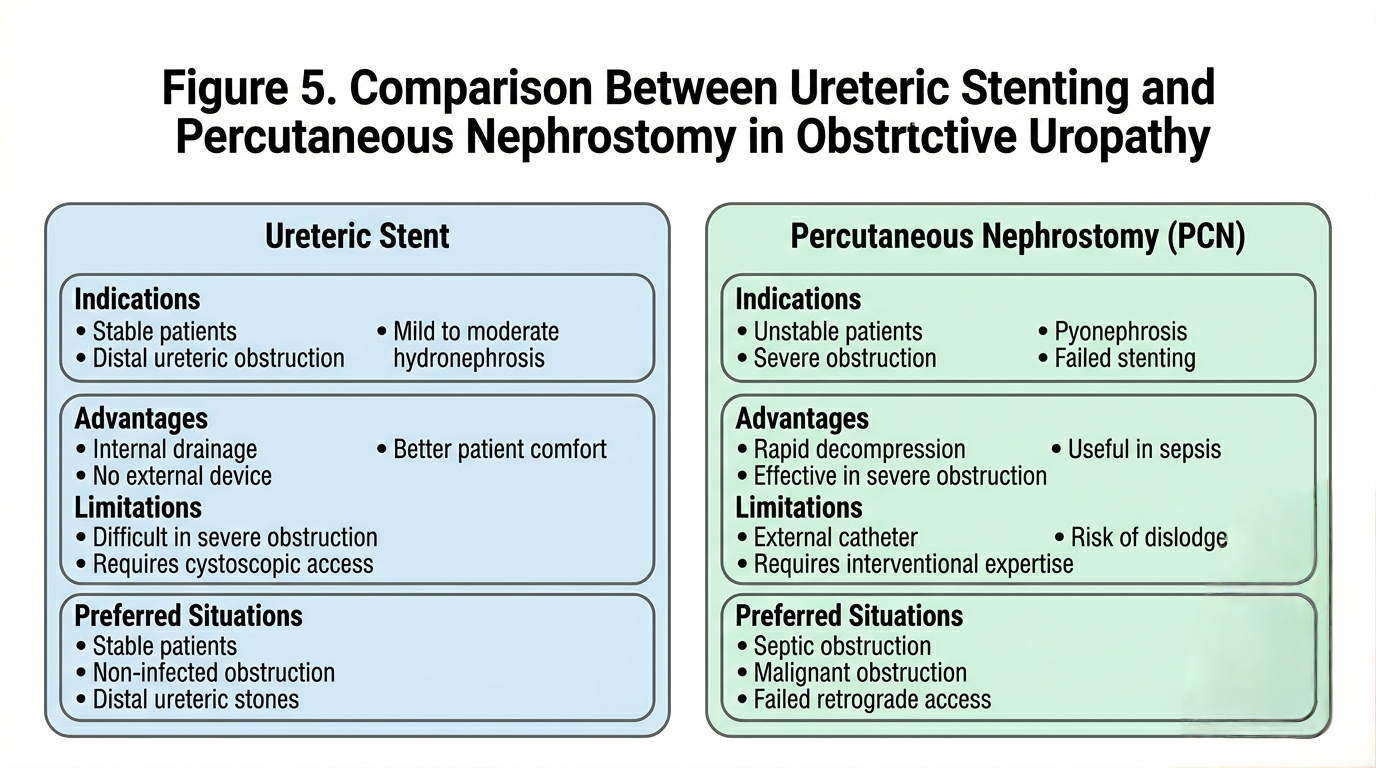 Figure 5. Comparison Between Ureteric Stenting and
Percutaneous Nephrostomy in Obstrtctive Uropathy
Ureteric Stent
Indications
• Stable patients
• Distal ureteric obstruction
• Mild to moderate
hydronephrosis
Advantages
• Internal drainage
• No external device
• Better patient comfort
Limitations
• Difficult in severe obstruction
• Requires cystoscopic access
Preferred Situations
• Stable patients
• Non-infected obstruction
• Distal ureteric stones
Percutaneous Nephrostomy (PCN)
Indications
• Unstable patients
• Severe obstruction
• Pyonephrosis
• Failed stenting
Advantages
• Rapid decompression
• Effective in severe obstruction
• Useful in sepsis
Limitations
• External catheter
• Requires interventional expertise
• Risk of dislodge
Preferred Situations
• Septic obstruction
• Malignant obstruction
• Failed retrograde access